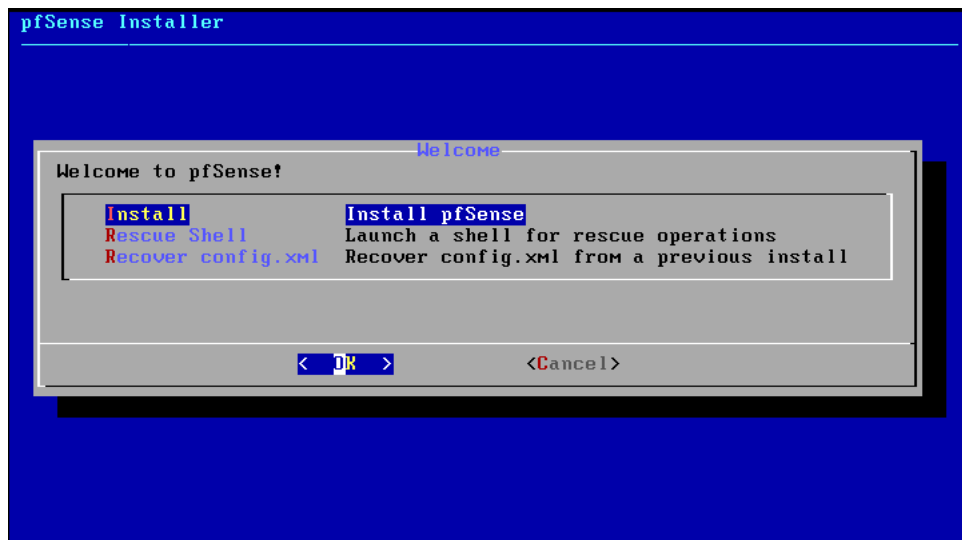 pfSense Installer
Welcome
Welcome to pfSense!
Install Install pfSense
Rescue Shell Launch a shell for rescue operations
Recover config.xml Recover config.xml from a previous install
< OK > <Cancel>